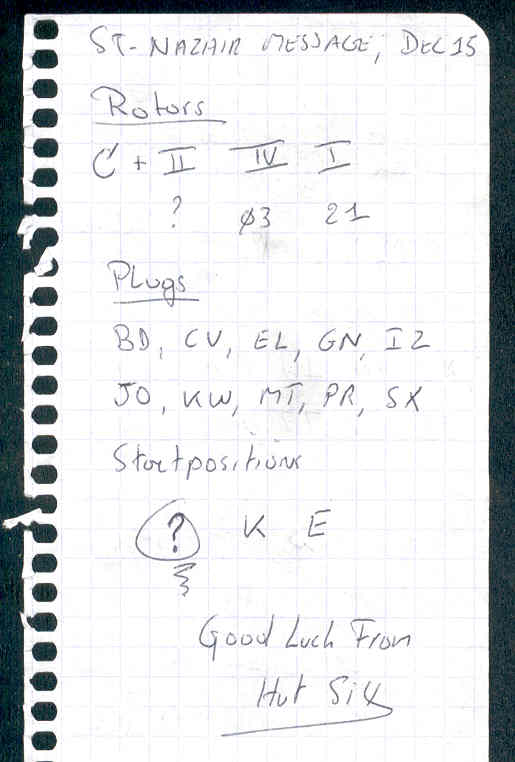 ST-NAZAIR MESSAGE, DEC 15
Rotors
C + II IV I
? 03 21
Plugs
BD, CV, EL, GN, IZ
JO, KW, MT, PR, SX
Startpositions
? K E
Good Luck From
Hut Six